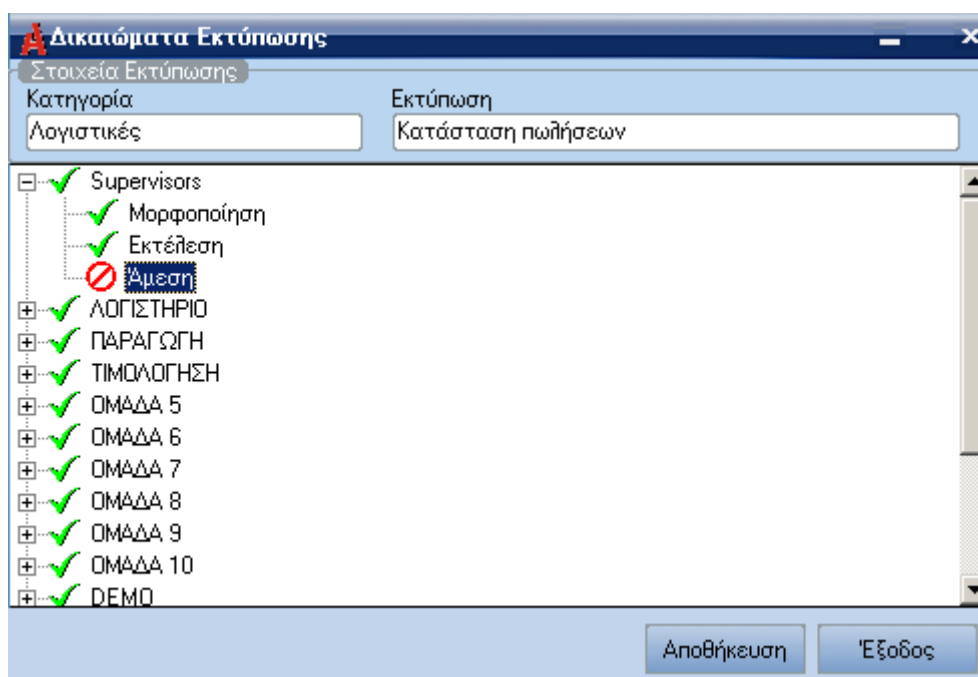 Δικαιώματα Εκτύπωσης
Στοιχεία Εκτύπωσης
Κατηγορία Εκτύπωση
Λογιστικές Κατάσταση πωλήσεων
Supervisors
Μορφοποίηση
Εκτέλεση
Άμεση
ΛΟΓΙΣΤΗΡΙΟ
ΠΑΡΑΓΩΓΗ
ΤΙΜΟΛΟΓΗΣΗ
ΟΜΑΔΑ 5
ΟΜΑΔΑ 6
ΟΜΑΔΑ 7
ΟΜΑΔΑ 8
ΟΜΑΔΑ 9
ΟΜΑΔΑ 10
DEMO
Αποθήκευση Έξοδος